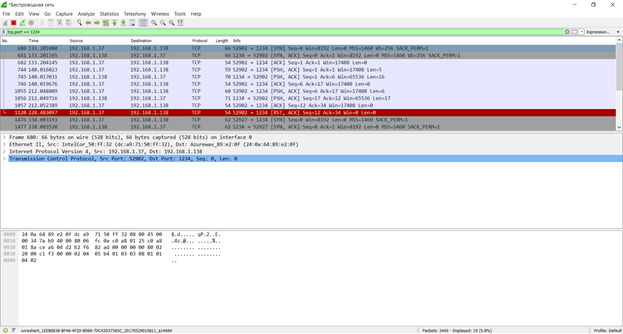 *Беспроводная сеть
File Edit View Go Capture Analyze Statistics Telephony Wireless Tools Help
tcp.port == 1234
Expression...
No. Time Source Destination Protocol Length Info
680 133.201080 192.168.1.37 192.168.1.138 TCP 66 52902 → 1234 [SYN] Seq=0 Win=8192 Len=0 MSS=1460 WS=256 SACK_PERM=1
681 133.201395 192.168.1.138 192.168.1.37 TCP 66 1234 → 52902 [SYN, ACK] Seq=0 Ack=1 Win=8192 Len=0 MSS=1460 WS=256 SACK_PERM=1
682 133.204145 192.168.1.37 192.168.1.138 TCP 54 52902 → 1234 [ACK] Seq=1 Ack=1 Win=17408 Len=0
744 140.016023 192.168.1.37 192.168.1.138 TCP 59 52902 → 1234 [PSH, ACK] Seq=1 Ack=1 Win=17408 Len=5
745 140.017031 192.168.1.138 192.168.1.37 TCP 70 1234 → 52902 [PSH, ACK] Seq=1 Ack=6 Win=65536 Len=16
746 140.019676 192.168.1.37 192.168.1.138 TCP 54 52902 → 1234 [ACK] Seq=6 Ack=17 Win=17408 Len=0
1055 212.048809 192.168.1.37 192.168.1.138 TCP 60 52902 → 1234 [PSH, ACK] Seq=6 Ack=17 Win=17408 Len=6
1056 212.049716 192.168.1.138 192.168.1.37 TCP 71 1234 → 52902 [PSH, ACK] Seq=17 Ack=12 Win=65536 Len=17
1057 212.052389 192.168.1.37 192.168.1.138 TCP 54 52902 → 1234 [ACK] Seq=12 Ack=34 Win=17408 Len=0
1120 228.483097 192.168.1.37 192.168.1.138 TCP 54 52902 → 1234 [RST, ACK] Seq=12 Ack=34 Win=0 Len=0
1476 338.003193 192.168.1.37 192.168.1.138 TCP 62 52927 → 1234 [SYN] Seq=0 Win=8192 Len=0 MSS=1460 SACK_PERM=1
1477 338.003520 192.168.1.138 192.168.1.37 TCP 62 1234 → 52927 [SYN, ACK] Seq=0 Ack=1 Win=8192 Len=0 MSS=1460 SACK_PERM=1
Frame 680: 66 bytes on wire (528 bits), 66 bytes captured (528 bits) on interface 0
Ethernet II, Src: IntelCor_50:ff:32 (dc:a9:71:50:ff:32), Dst: Azurewav_89:e2:0f (24:0a:64:89:e2:0f)
Internet Protocol Version 4, Src: 192.168.1.37, Dst: 192.168.1.138
Transmission Control Protocol, Src Port: 52902, Dst Port: 1234, Seq: 0, Len: 0
0000 24 0a 64 89 e2 0f dc a9 71 50 ff 32 08 00 45 00
0010 00 34 7a b9 40 00 80 06 fc 0a c0 a8 01 25 c0 a8
0020 01 8a ce a6 04 d2 b2 f6 82 ad 00 00 00 00 80 02
0030 20 00 c1 f3 00 00 02 04 05 b4 01 03 03 08 01 01
0040 04 02
Packets: 2460 · Displayed: 19 (0.8%)
Profile: Default